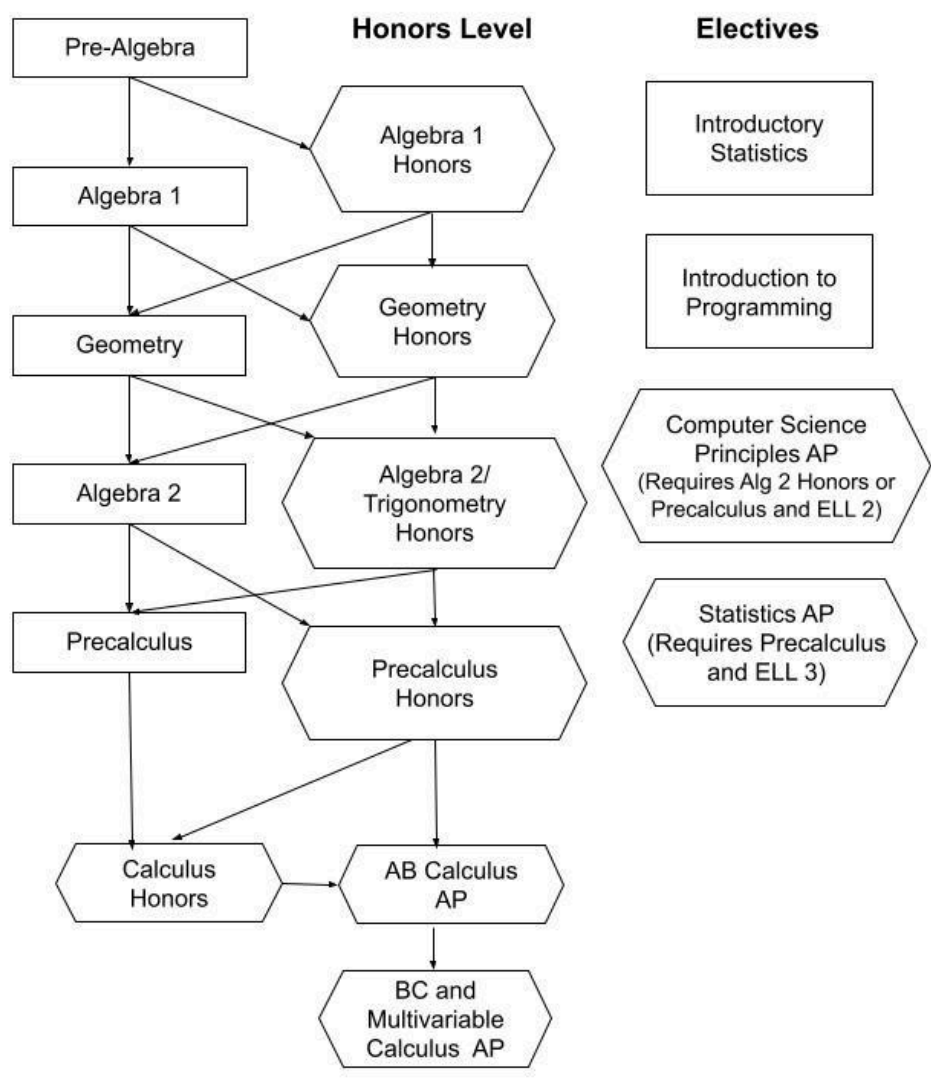 Pre-Algebra
Honors Level
Electives
Algebra 1
Honors
Introductory
Statistics
Algebra 1
Geometry
Honors
Introduction to
Programming
Geometry
Computer Science
Principles AP
(Requires Alg 2 Honors or
Precalculus and ELL 2)
Algebra 2/
Trigonometry
Honors
Algebra 2
Statistics AP
(Requires Precalculus
and ELL 3)
Precalculus
Precalculus
Honors
Calculus
Honors
AB Calculus
AP
BC and
Multivariable
Calculus AP